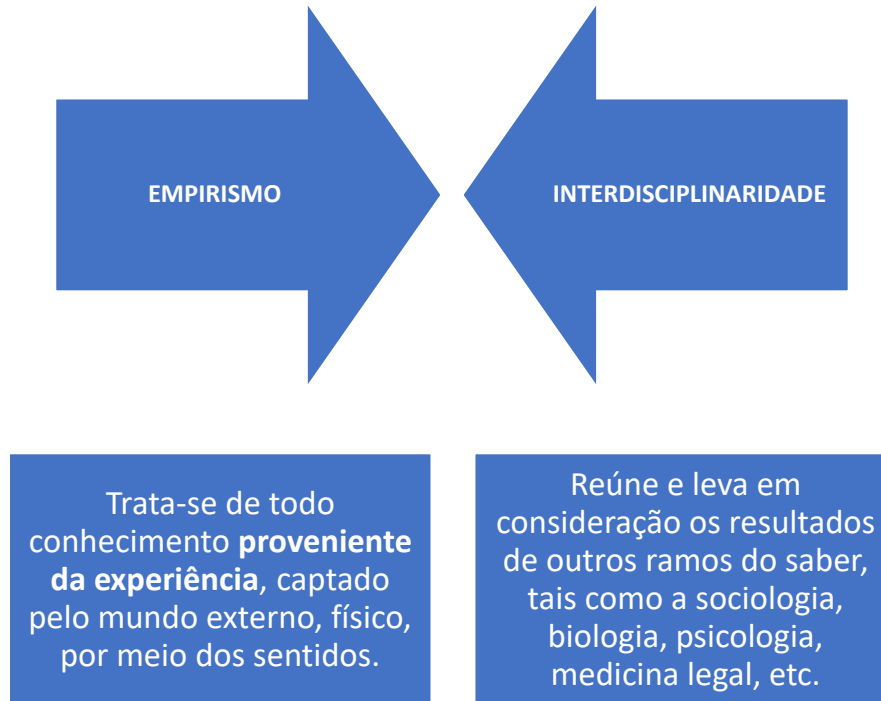 EMPIRISMO
INTERDISCIPLINARIDADE
Trata-se de todo
conhecimento proveniente
da experiência, captado
pelo mundo externo, físico,
por meio dos sentidos.
Reúne e leva em
consideração os resultados
de outros ramos do saber,
tais como a sociologia,
biologia, psicologia,
medicina legal, etc.